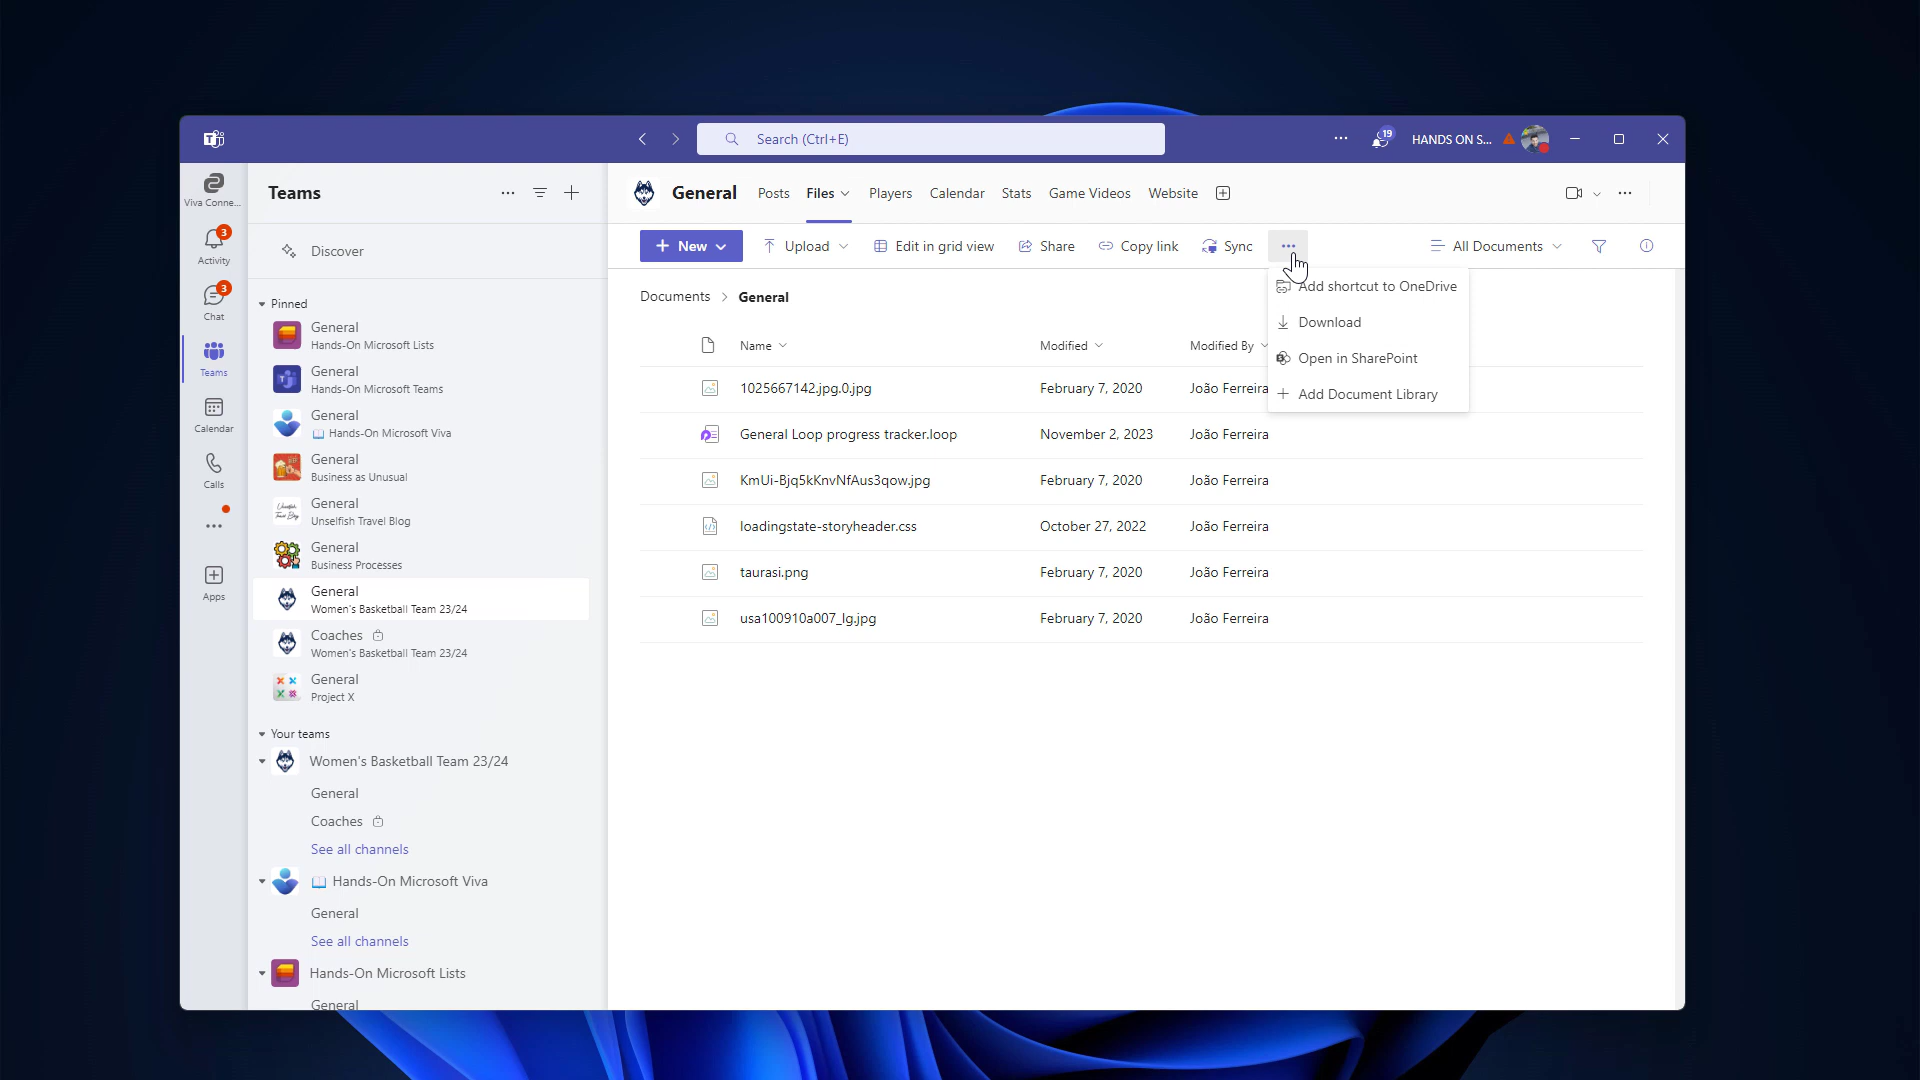 Search (Ctrl+E)
19
HANDS ON S...
Viva Conne...
3
Activity
3
Chat
Teams
Calendar
Calls
Apps
Teams
Discover
Pinned
General
Hands-On Microsoft Lists
General
Hands-On Microsoft Teams
General
📖 Hands-On Microsoft Viva
General
Business as Unusual
General
Unselfish Travel Blog
General
Business Processes
General
Women's Basketball Team 23/24
Coaches
Women's Basketball Team 23/24
General
Project X
Your teams
Women's Basketball Team 23/24
General
Coaches
See all channels
📖 Hands-On Microsoft Viva
General
See all channels
Hands-On Microsoft Lists
General
General Posts Files Players Calendar Stats Game Videos Website
New Upload Edit in grid view Share Copy link Sync ... All Documents
Add shortcut to OneDrive
Download
Open in SharePoint
Add Document Library
Documents > General
Name Modified Modified By
1025667142.jpg.0.jpg February 7, 2020 João Ferreira
General Loop progress tracker.loop November 2, 2023 João Ferreira
KmUi-Bjq5kKnvNfAus3qow.jpg February 7, 2020 João Ferreira
loadingstate-storyheader.css October 27, 2022 João Ferreira
taurasi.png February 7, 2020 João Ferreira
usa100910a007_lg.jpg February 7, 2020 João Ferreira